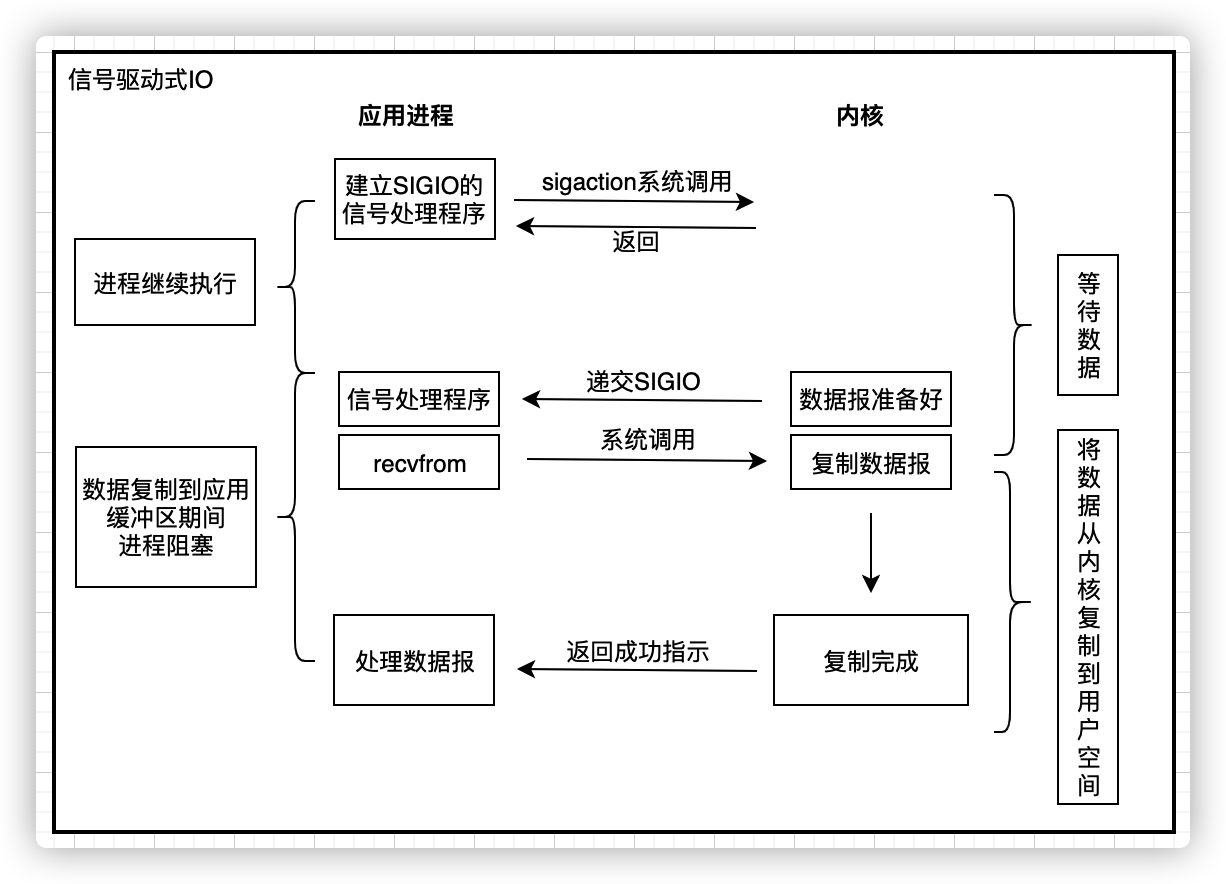 信号驱动式IO
应用进程
内核
建立SIGIO的
信号处理程序
sigaction系统调用
返回
进程继续执行
等待数据
信号处理程序
递交SIGIO
数据报准备好
recvfrom
系统调用
复制数据报
数据复制到应用
缓冲区期间
进程阻塞
将数据从内核复制到用户空间
处理数据报
返回成功指示
复制完成